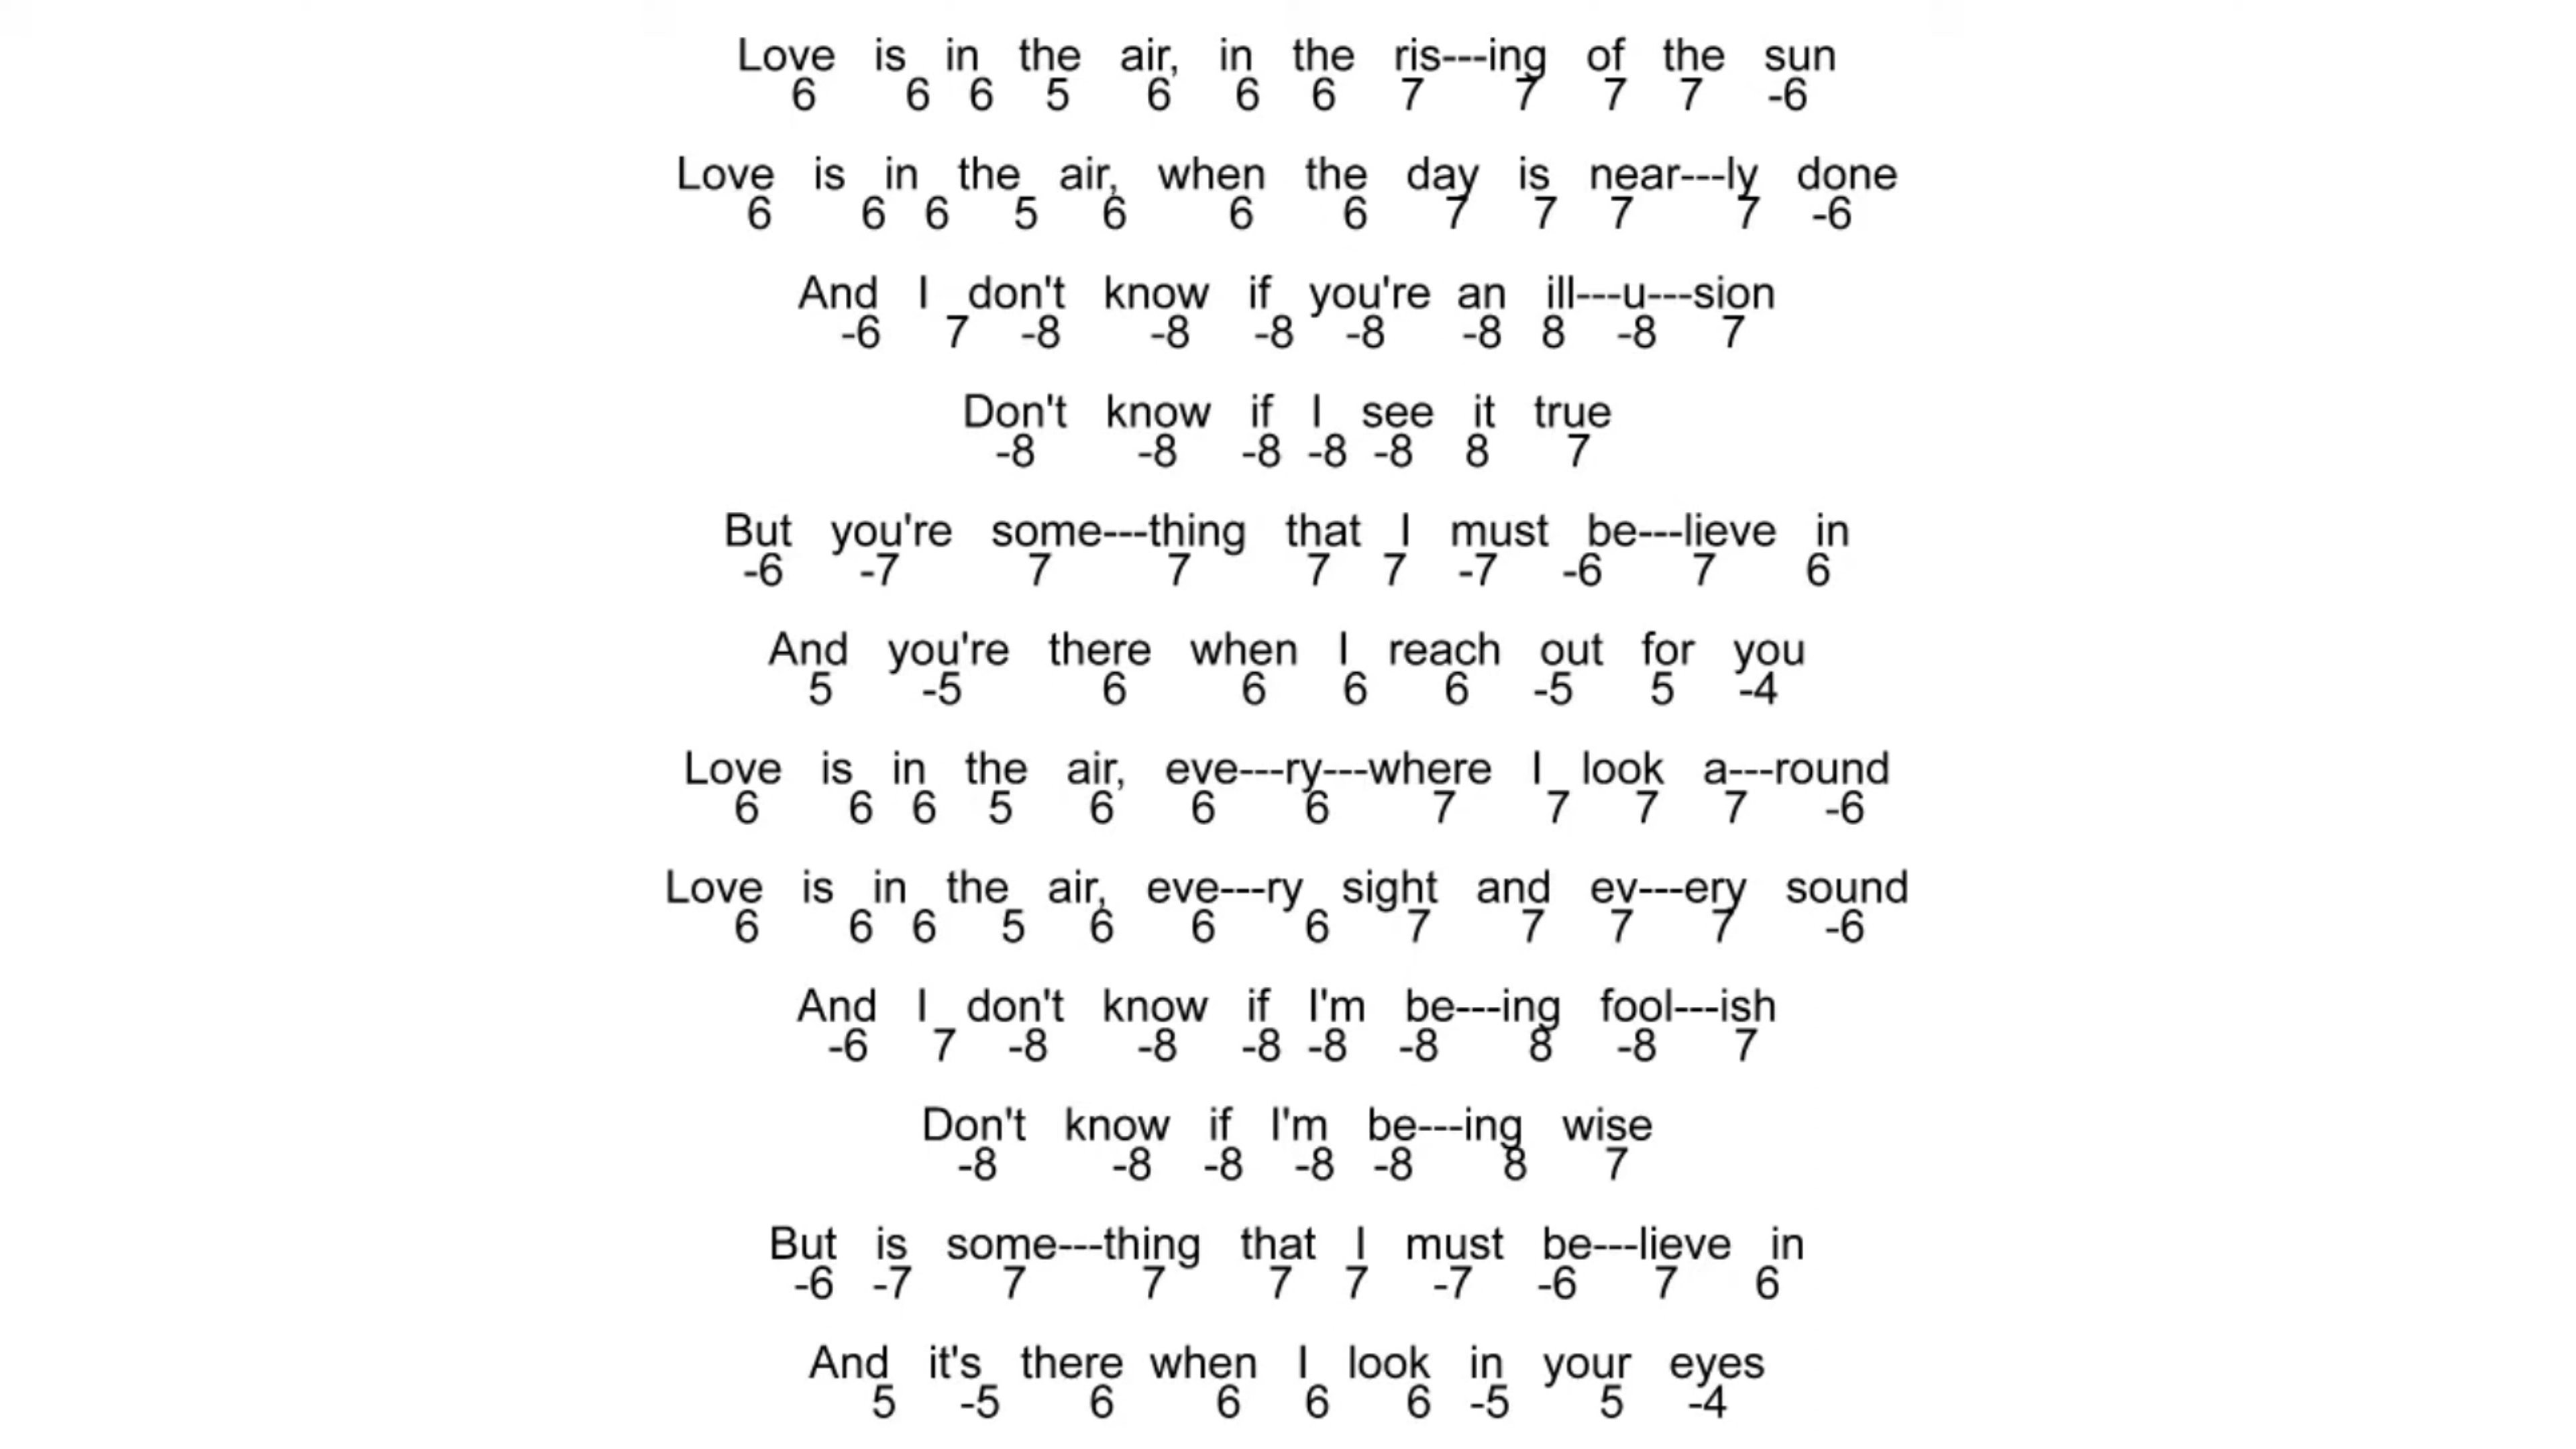 Love is in the air, in the ris---ing of the sun
6 6 6 5 6 6 6 7 7 7 7 -6
Love is in the air, when the day is near---ly done
6 6 6 5 6 6 6 7 7 7 7 -6
And I don't know if you're an ill---u---sion
-6 7 -8 -8 -8 -8 -8 8 -8 7
Don't know if I see it true
-8 -8 -8 -8 -8 8 7
But you're some---thing that I must be---lieve in
-6 -7 7 7 7 7 -7 -6 7 6
And you're there when I reach out for you
5 -5 6 6 6 6 -5 5 -4
Love is in the air, eve---ry---where I look a---round
6 6 6 5 6 6 6 7 7 7 7 -6
Love is in the air, eve---ry sight and ev---ery sound
6 6 6 5 6 6 6 7 7 7 7 -6
And I don't know if I'm be---ing fool---ish
-6 7 -8 -8 -8 -8 -8 8 -8 7
Don't know if I'm be---ing wise
-8 -8 -8 -8 -8 8 7
But is some---thing that I must be---lieve in
-6 -7 7 7 7 7 -7 -6 7 6
And it's there when I look in your eyes
5 -5 6 6 6 6 -5 5 -4